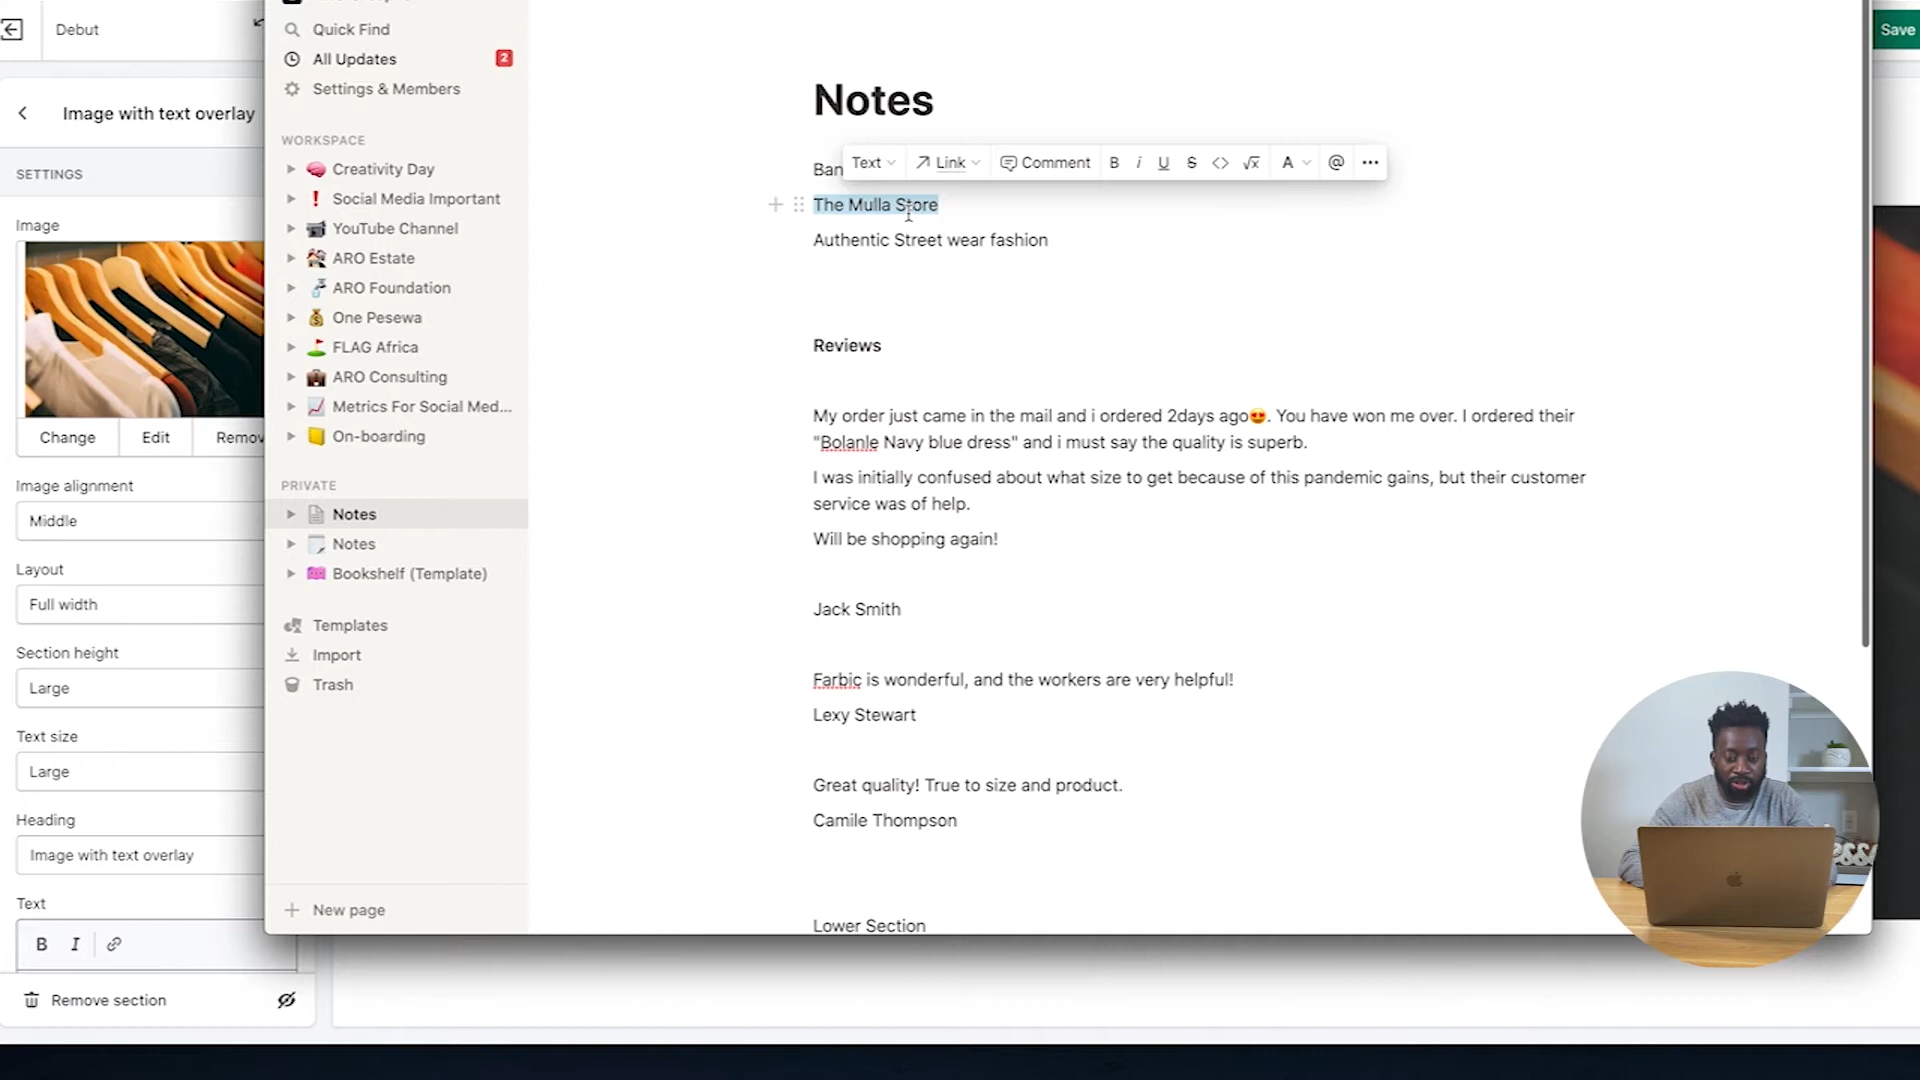 Debut
Save
Image with text overlay
SETTINGS
Image
Change
Edit
Remov
Image alignment
Middle
Layout
Full width
Section height
Large
Text size
Large
Heading
Image with text overlay
Text
B I
Remove section
Quick Find
All Updates 2
Settings & Members
WORKSPACE
Creativity Day
Social Media Important
YouTube Channel
ARO Estate
ARO Foundation
One Pesewa
FLAG Africa
ARO Consulting
Metrics For Social Med...
On-boarding
PRIVATE
Notes
Notes
Bookshelf (Template)
Templates
Import
Trash
New page
Notes
Ban
Text Link Comment B i U S <> √x A @ •••
The Mulla Store
Authentic Street wear fashion
Reviews
My order just came in the mail and i ordered 2days ago😍. You have won me over. I ordered their
"Bolanle Navy blue dress" and i must say the quality is superb.
I was initially confused about what size to get because of this pandemic gains, but their customer
service was of help.
Will be shopping again!
Jack Smith
Farbic is wonderful, and the workers are very helpful!
Lexy Stewart
Great quality! True to size and product.
Camile Thompson
Lower Section